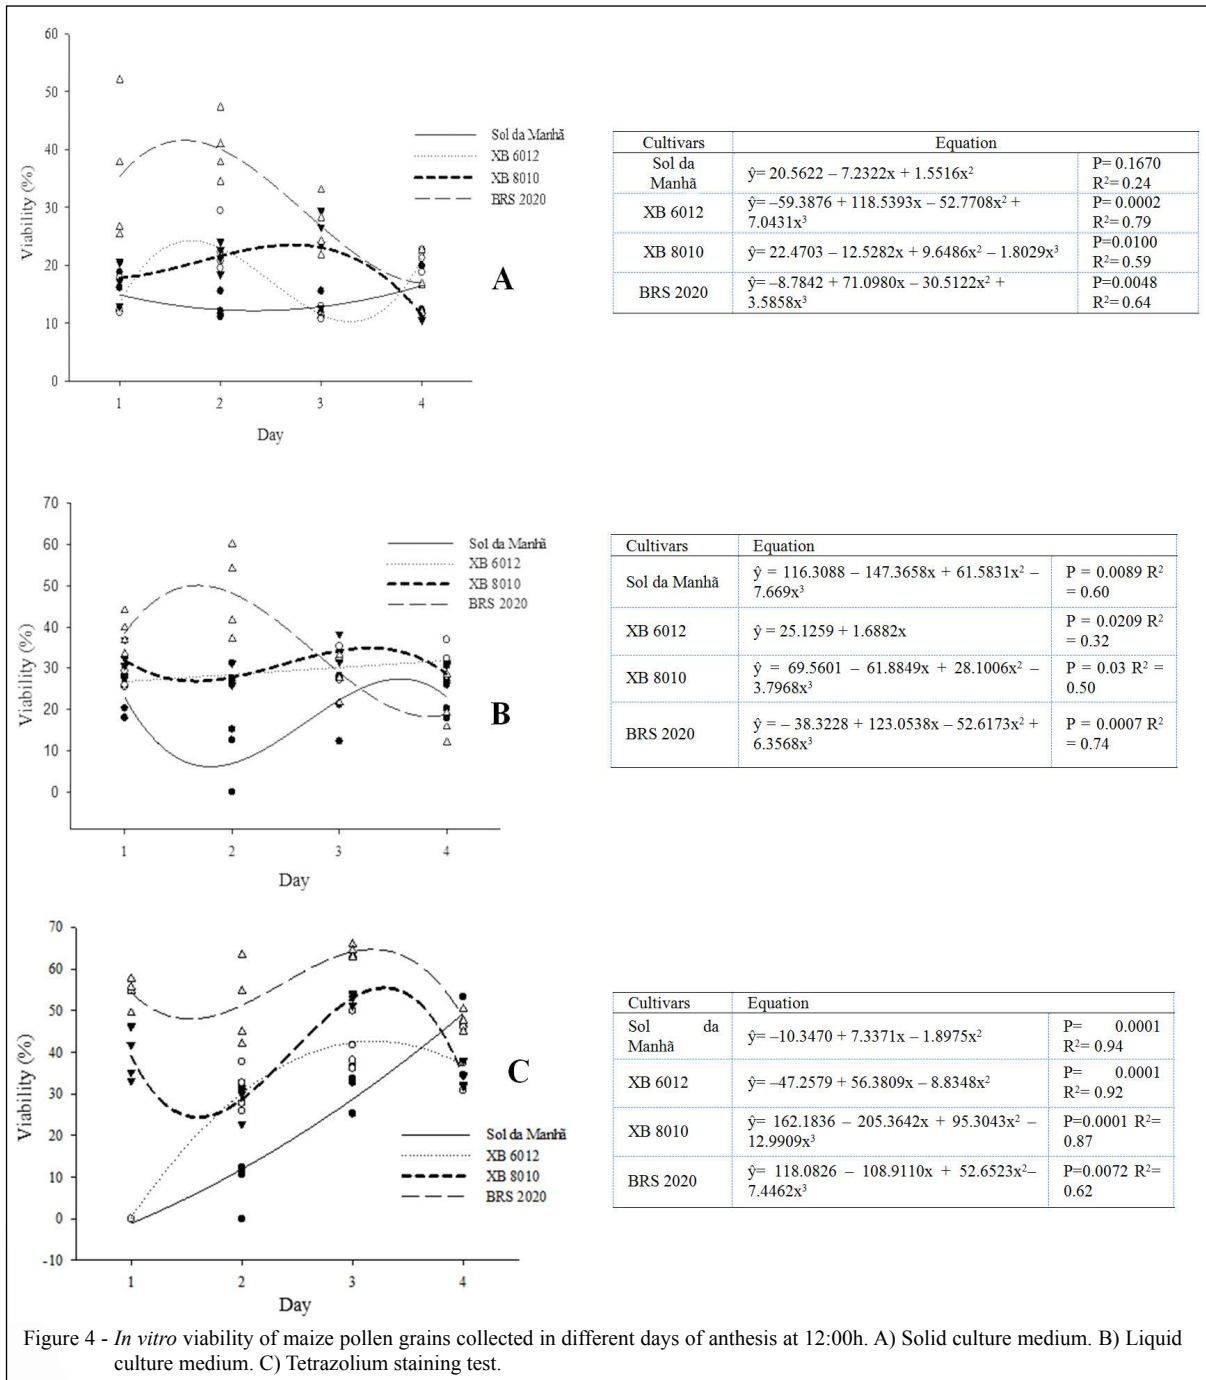 60
50
40
30
20
10
0
Viability (%)
1 2 3 4
Day
Sol da Manhã
XB 6012
XB 8010
BRS 2020
A
Cultivars Equation
Sol da Manhã ŷ= 20.5622 – 7.2322x + 1.5516x² P= 0.1670
R²= 0.24
XB 6012 ŷ= –59.3876 + 118.5393x – 52.7708x² +
7.0431x³ P= 0.0002
R²= 0.79
XB 8010 ŷ= 22.4703 – 12.5282x + 9.6486x² – 1.8029x³ P=0.0100
R²= 0.59
BRS 2020 ŷ= –8.7842 + 71.0980x – 30.5122x² +
3.5858x³ P=0.0048
R²= 0.64
70
60
50
40
30
20
10
0
Viability (%)
1 2 3 4
Day
Sol da Manhã
XB 6012
XB 8010
BRS 2020
B
Cultivars Equation
Sol da Manhã ŷ = 116.3088 – 147.3658x + 61.5831x² –
7.669x³ P = 0.0089 R²
= 0.60
XB 6012 ŷ = 25.1259 + 1.6882x P = 0.0209 R²
= 0.32
XB 8010 ŷ = 69.5601 – 61.8849x + 28.1006x² –
3.7968x³ P = 0.03 R² =
0.50
BRS 2020 ŷ = – 38.3228 + 123.0538x – 52.6173x² +
6.3568x³ P = 0.0007 R²
= 0.74
70
60
50
40
30
20
10
0
-10
Viability (%)
1 2 3 4
Day
C
Sol da Manhã
XB 6012
XB 8010
BRS 2020
Cultivars Equation
Sol da
Manhã ŷ= –10.3470 + 7.3371x – 1.8975x² P= 0.0001
R²= 0.94
XB 6012 ŷ= –47.2579 + 56.3809x – 8.8348x² P= 0.0001
R²= 0.92
XB 8010 ŷ= 162.1836 – 205.3642x + 95.3043x² –
12.9909x³ P=0.0001 R²=
0.87
BRS 2020 ŷ= 118.0826 – 108.9110x + 52.6523x²–
7.4462x³ P=0.0072 R²=
0.62
Figure 4 - In vitro viability of maize pollen grains collected in different days of anthesis at 12:00h. A) Solid culture medium. B) Liquid
culture medium. C) Tetrazolium staining test.